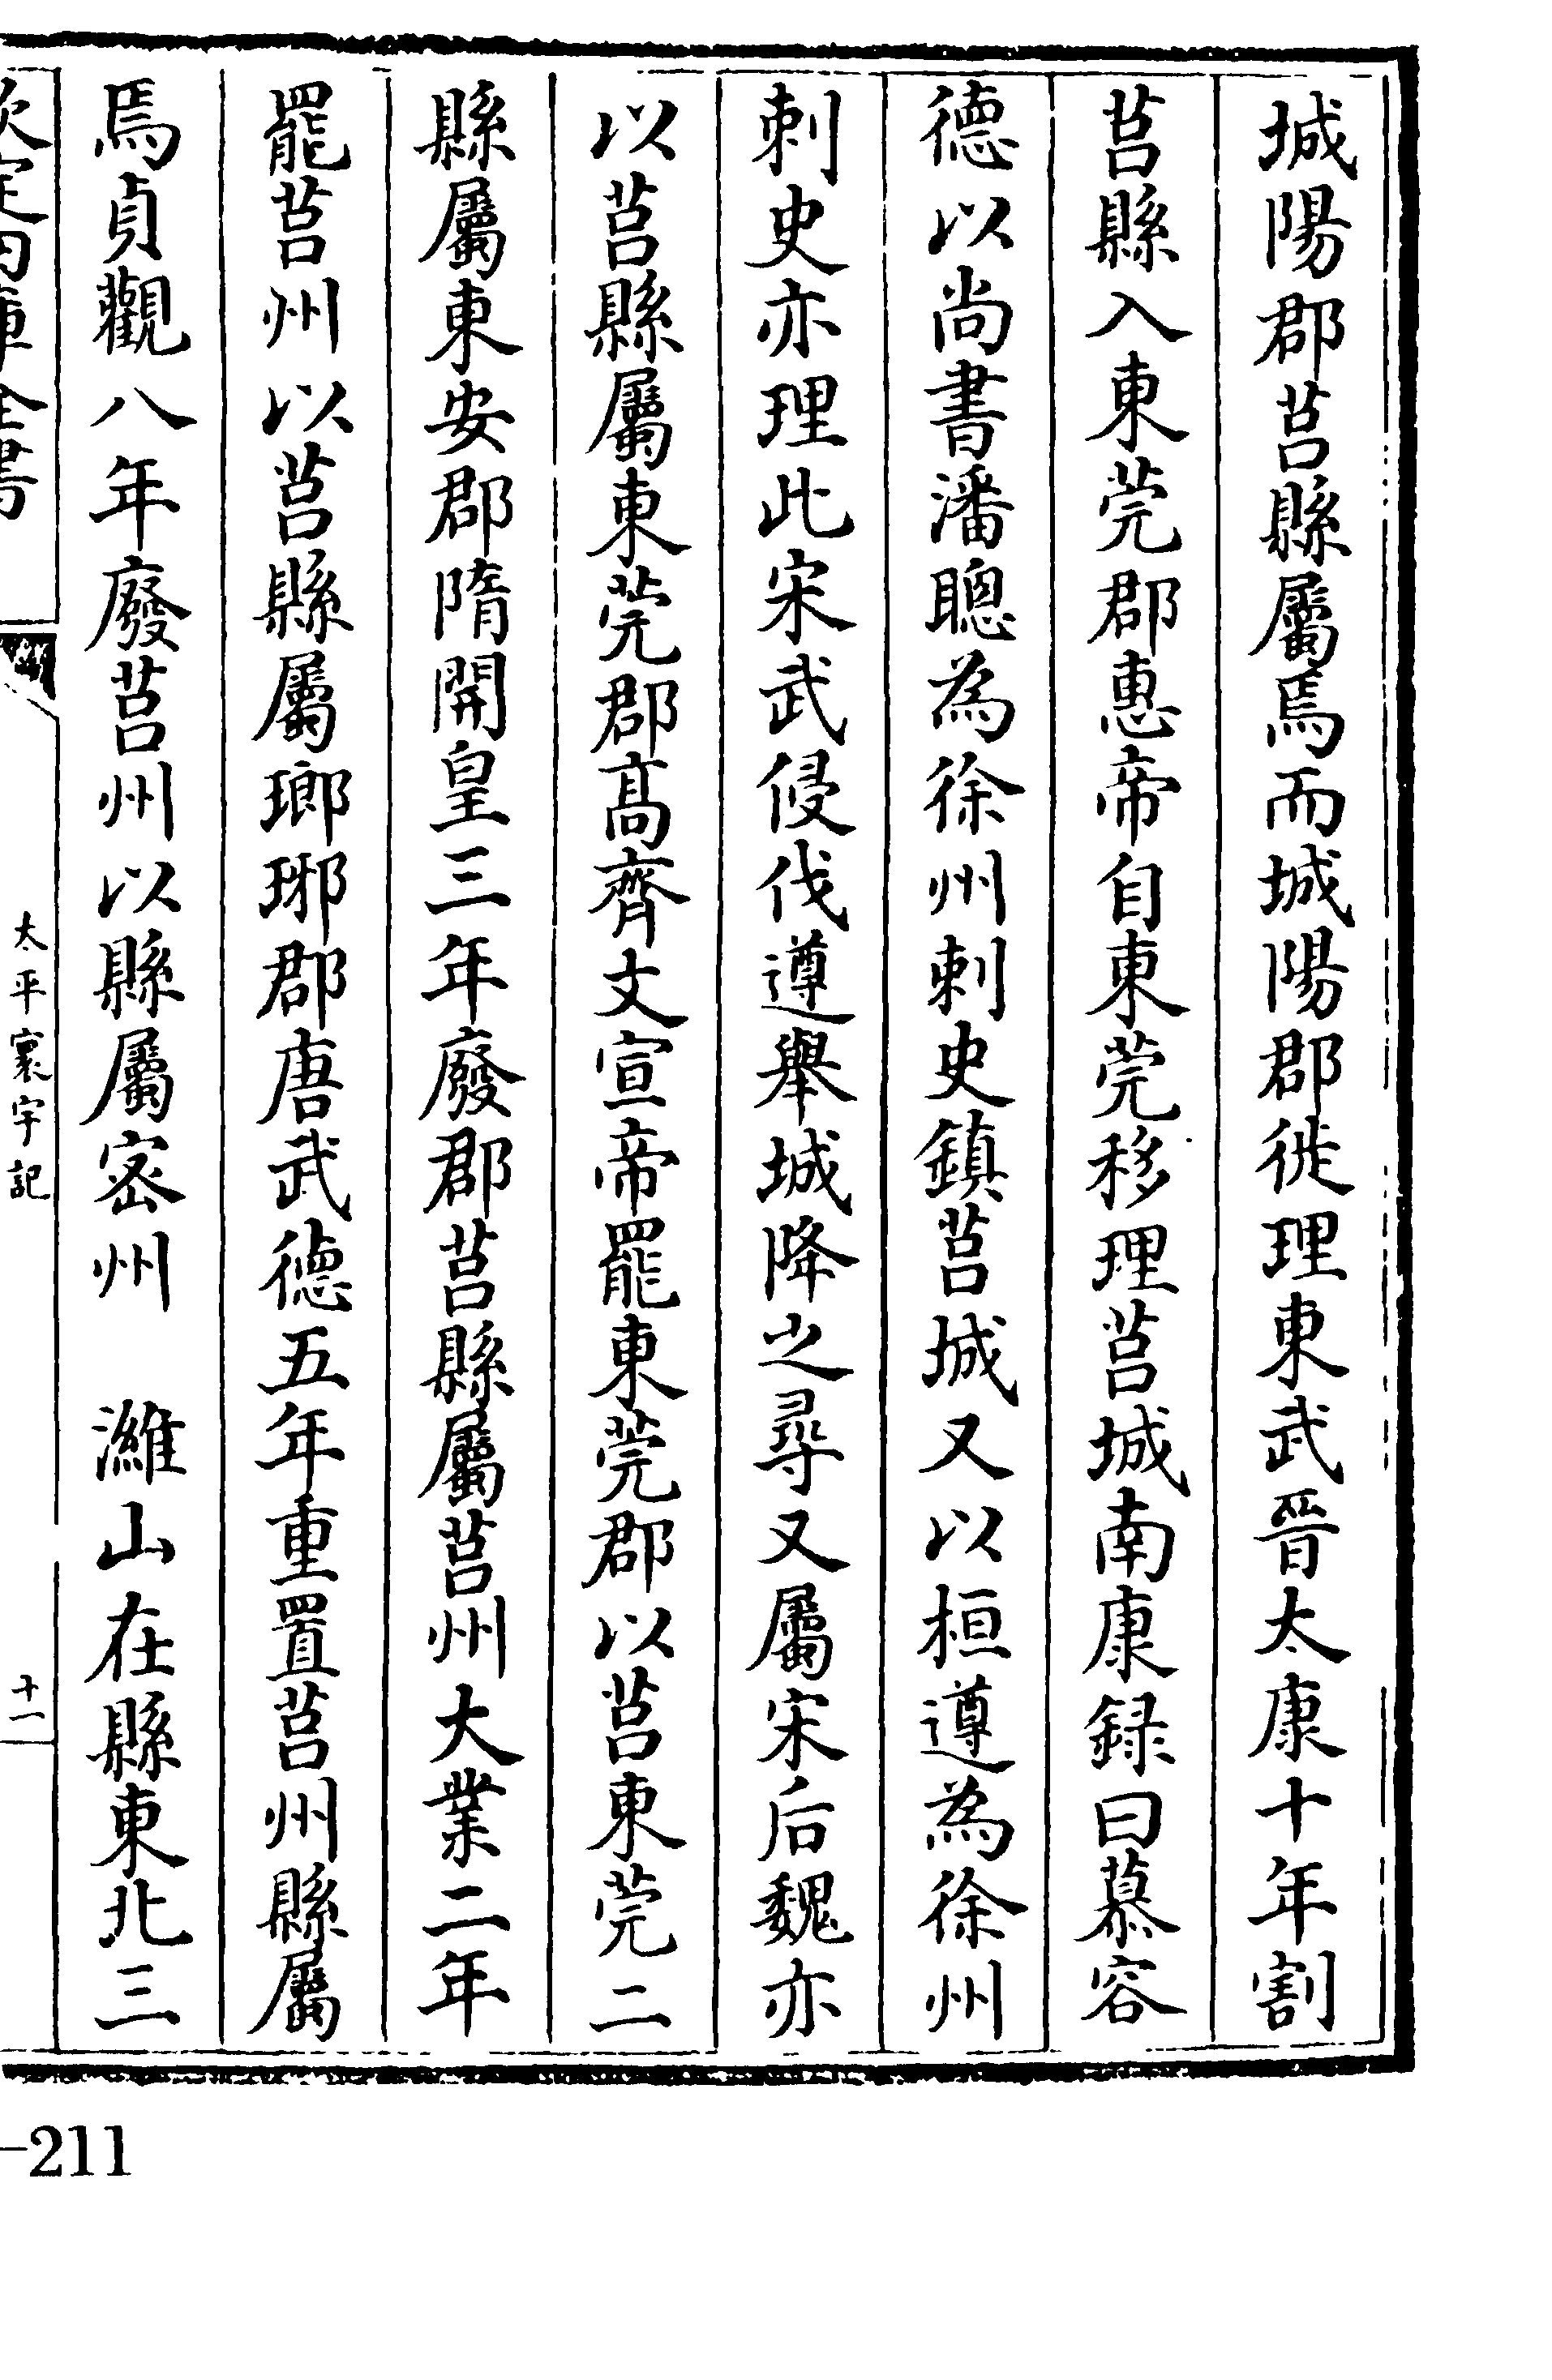 城陽郡莒縣屬焉而城陽郡徙理東武晉太康十年割
莒縣入東莞郡惠帝自東莞移理莒城南康録曰慕容
德以尚書潘聰為徐州刺史鎮莒城又以桓遵為徐州
刺史亦理此宋武侵伐遵舉城降之尋又屬宋后魏亦
以莒縣屬東莞郡髙齊文宣帝罷東莞郡以莒東莞二
縣屬東安郡隋開皇三年廢郡莒縣屬莒州大業二年
罷莒州以莒縣屬瑯琊郡唐武德五年重置莒州縣屬
焉貞觀八年廢莒州以縣屬密州　濰山在縣東北三
欽定四庫全書
太平寰宇記
十一
-211